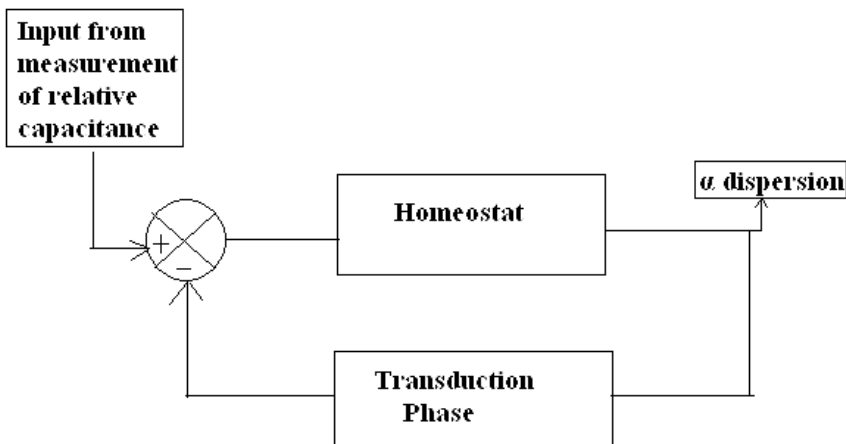 Input from
measurement
of relative
capacitance
α dispersion
Homeostat
+
−
Transduction
Phase